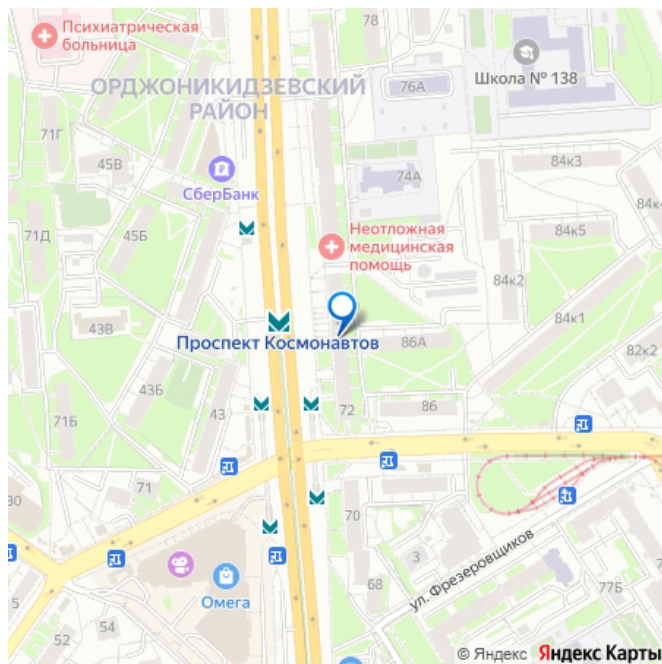 Психиатрическая
больница
78
ОРДЖОНИКИДЗЕВСКИЙ
РАЙОН
76А
Школа № 138
71Г
45В
СберБанк
74А
84к3
71Д
45Б
Неотложная
медицинская
помощь
84к5
84к
84к2
43В
Проспект Космонавтов
86А
84к1
82к2
43Б
71Б
43
72
86
71
30
70
3
ул. Фрезеровщиков
5
Омега
68
77Б
52
54
© Яндекс Яндекс Карты